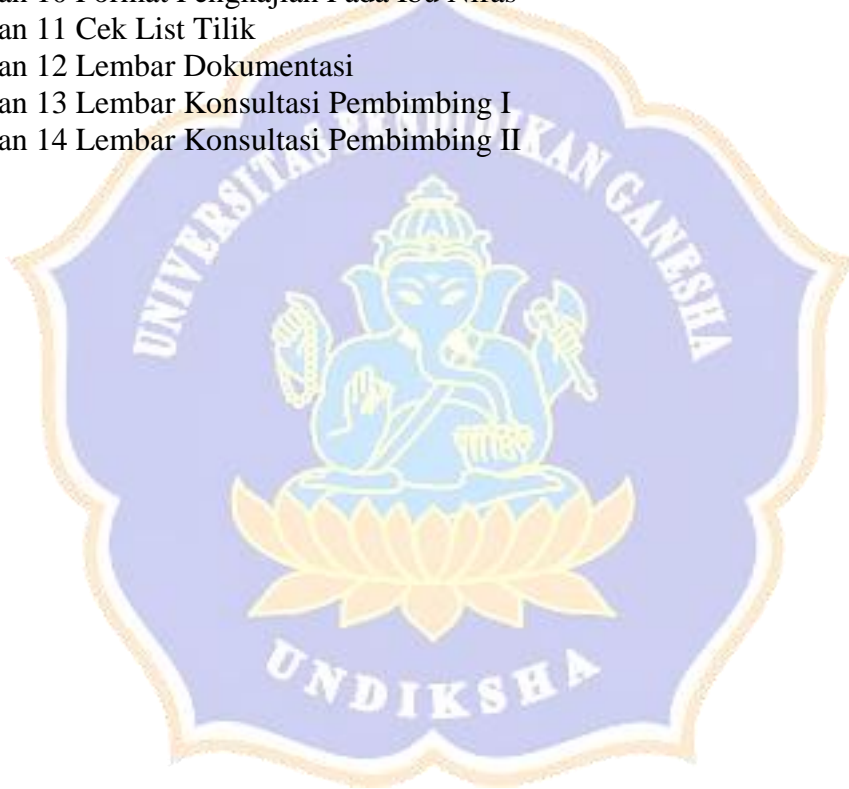 an 10 Format Pengkajian Pada Ibu Nifas
an 11 Cek List Tilik
an 12 Lembar Dokumentasi
an 13 Lembar Konsultasi Pembimbing I
an 14 Lembar Konsultasi Pembimbing II
UNIVERSITAS PENDIDIKAN GANESHA
UNDIKSHA